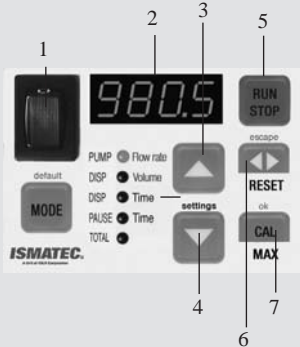 1
2
3
5
980.5
RUN
STOP
escape
PUMP Flow rate
DISP Volume
DISP Time
PAUSE Time
TOTAL
default
MODE
settings
RESET
ok
CAL
MAX
ISMATEC®
4
6
7